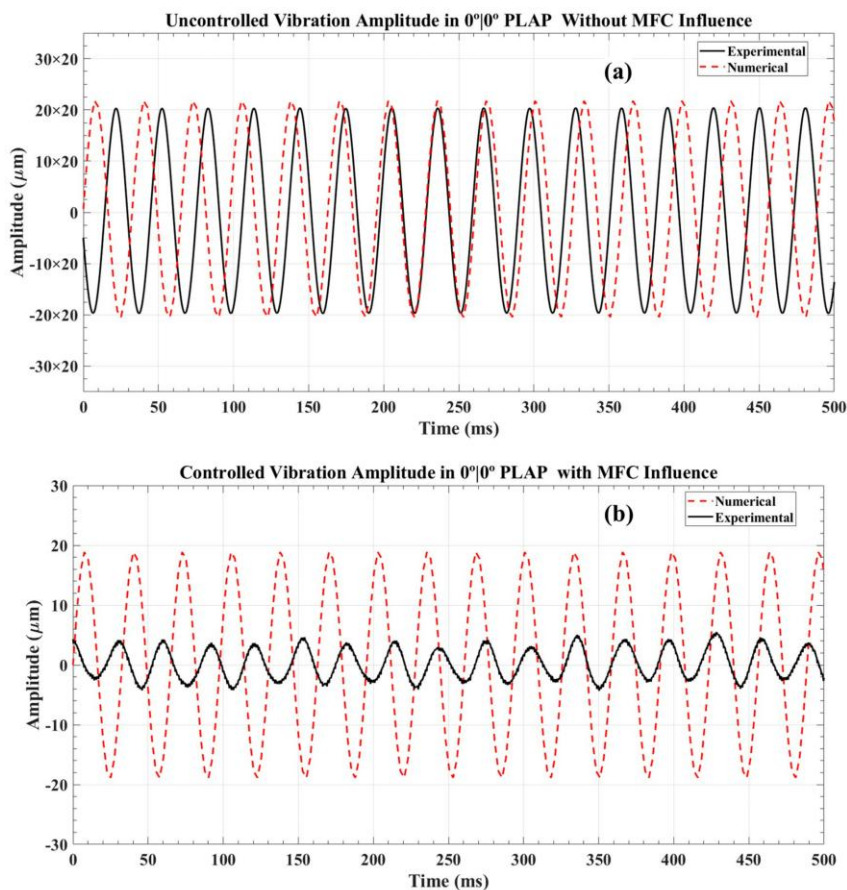 Uncontrolled Vibration Amplitude in 0º|0º PLAP  Without MFC Influence
(a)
Experimental
Numerical
30×20
20×20
10×20
0
-10×20
-20×20
-30×20
Amplitude (μm)
0 50 100 150 200 250 300 350 400 450 500
Time (ms)
Controlled Vibration Amplitude in 0º|0º PLAP  with MFC Influence
(b)
Numerical
Experimental
30
20
10
0
-10
-20
-30
Amplitude (μm)
0 50 100 150 200 250 300 350 400 450 500
Time (ms)